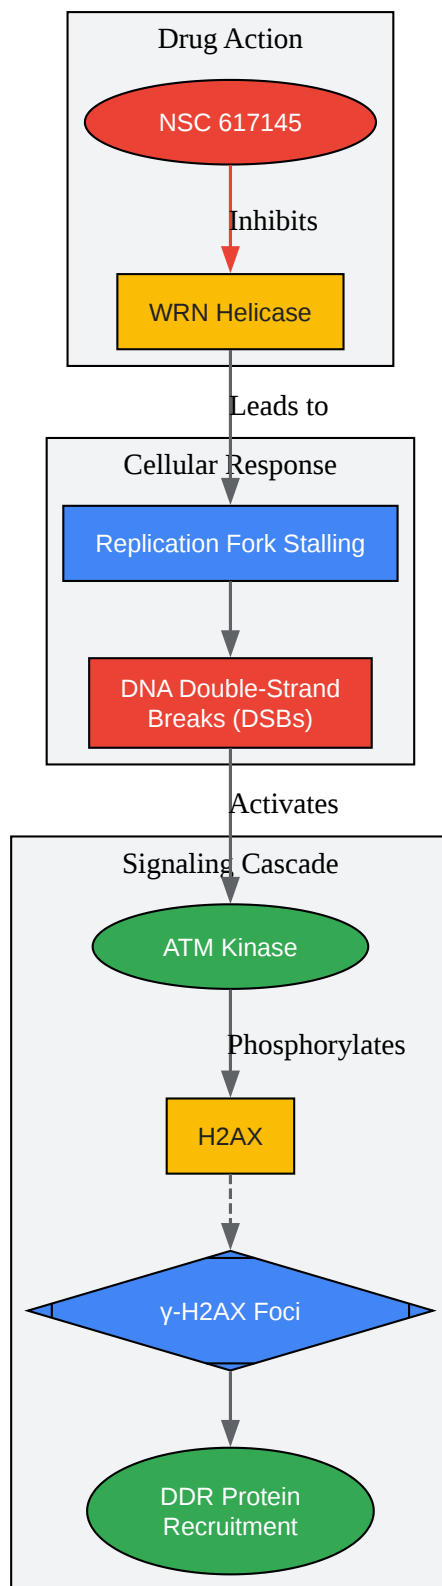 Drug Action
NSC 617145
Inhibits
WRN Helicase
Leads to
Cellular Response
Replication Fork Stalling
DNA Double-Strand
Breaks (DSBs)
Activates
Signaling Cascade
ATM Kinase
Phosphorylates
H2AX
γ-H2AX Foci
DDR Protein
Recruitment